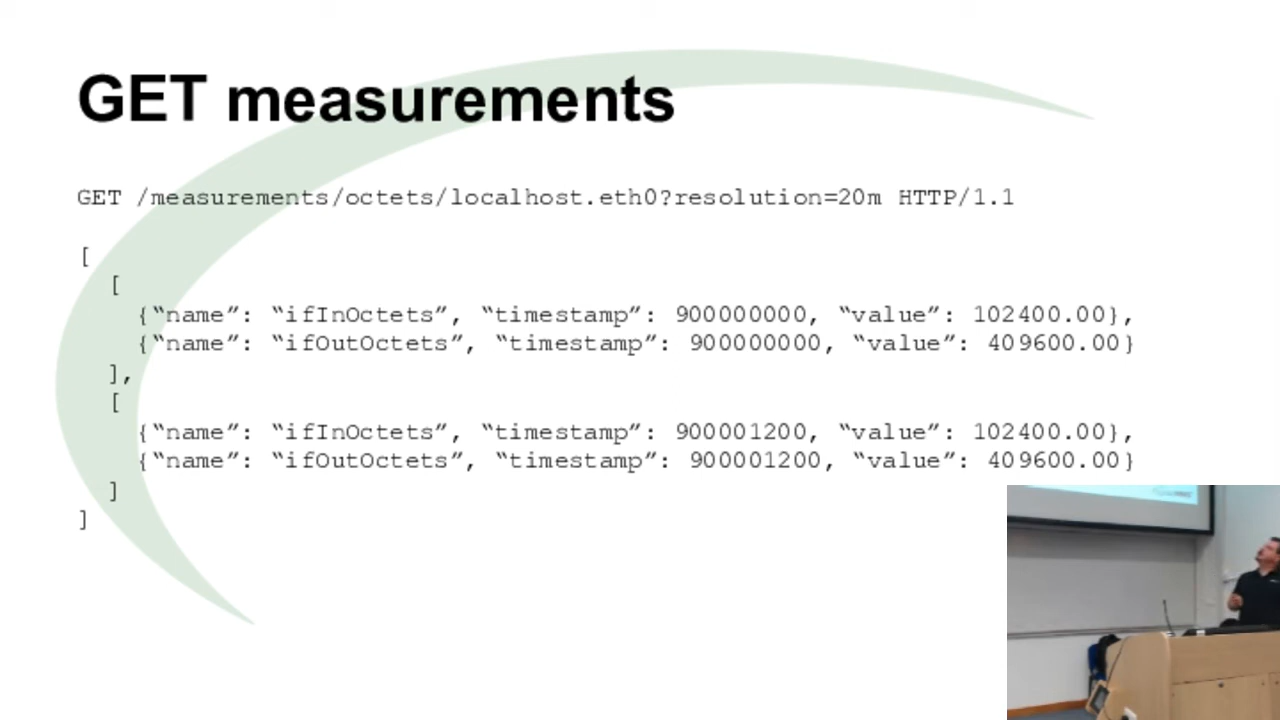 GET measurements
GET /measurements/octets/localhost.eth0?resolution=20m HTTP/1.1
[
[
{“name”: “ifInOctets”, “timestamp”: 900000000, “value”: 102400.00},
{“name”: “ifOutOctets”, “timestamp”: 900000000, “value”: 409600.00}
],
[
{“name”: “ifInOctets”, “timestamp”: 900001200, “value”: 102400.00},
{“name”: “ifOutOctets”, “timestamp”: 900001200, “value”: 409600.00}
]
]